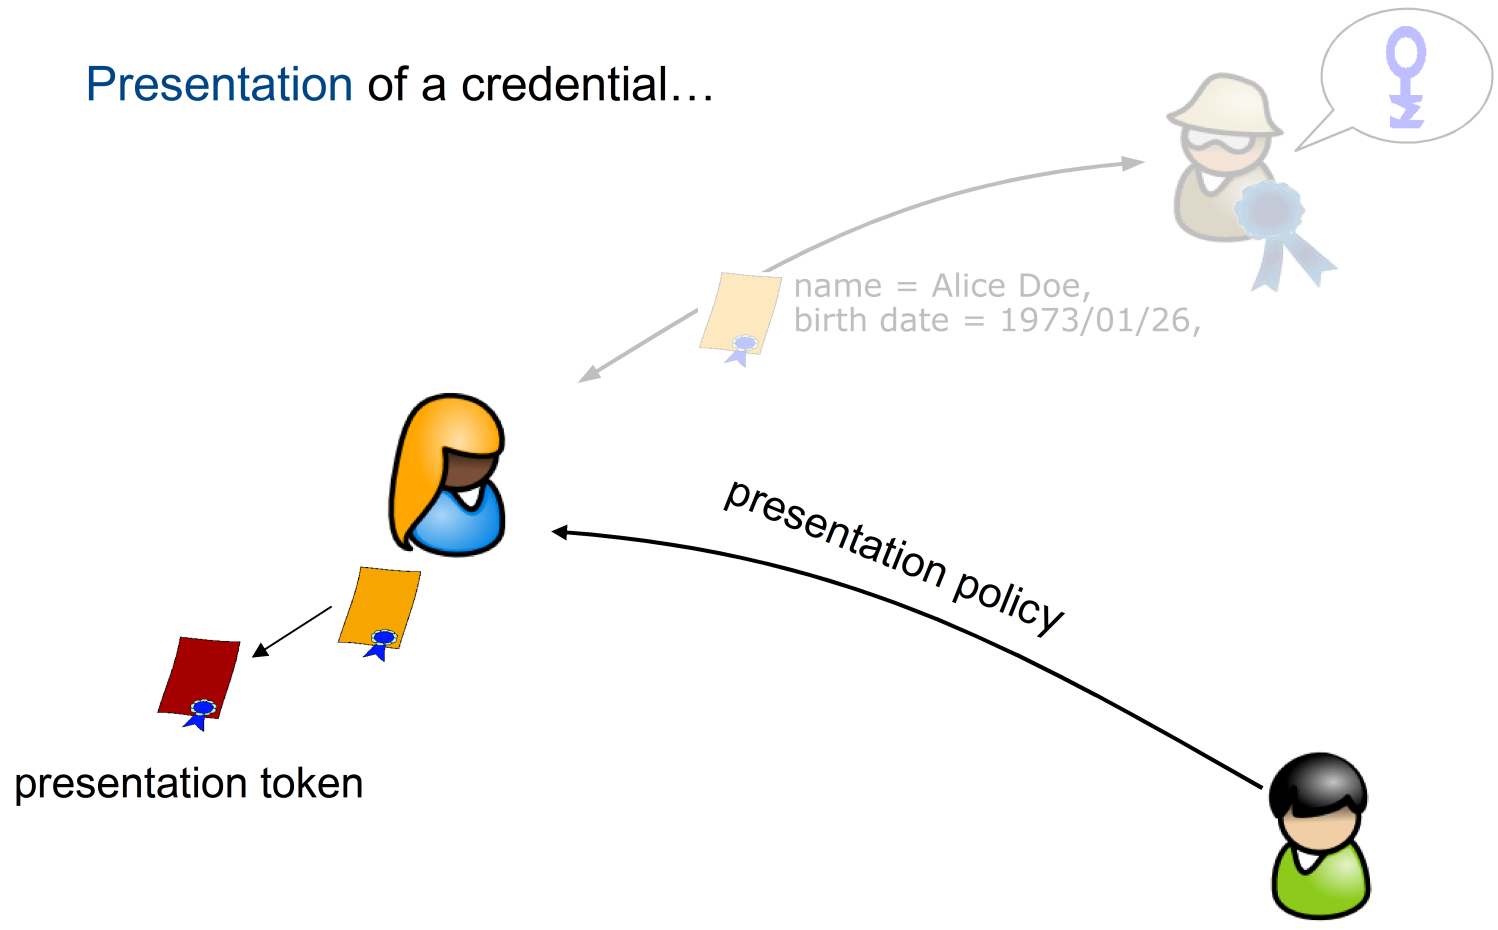 Presentation of a credential…
name = Alice Doe,
birth date = 1973/01/26,
presentation policy
presentation token